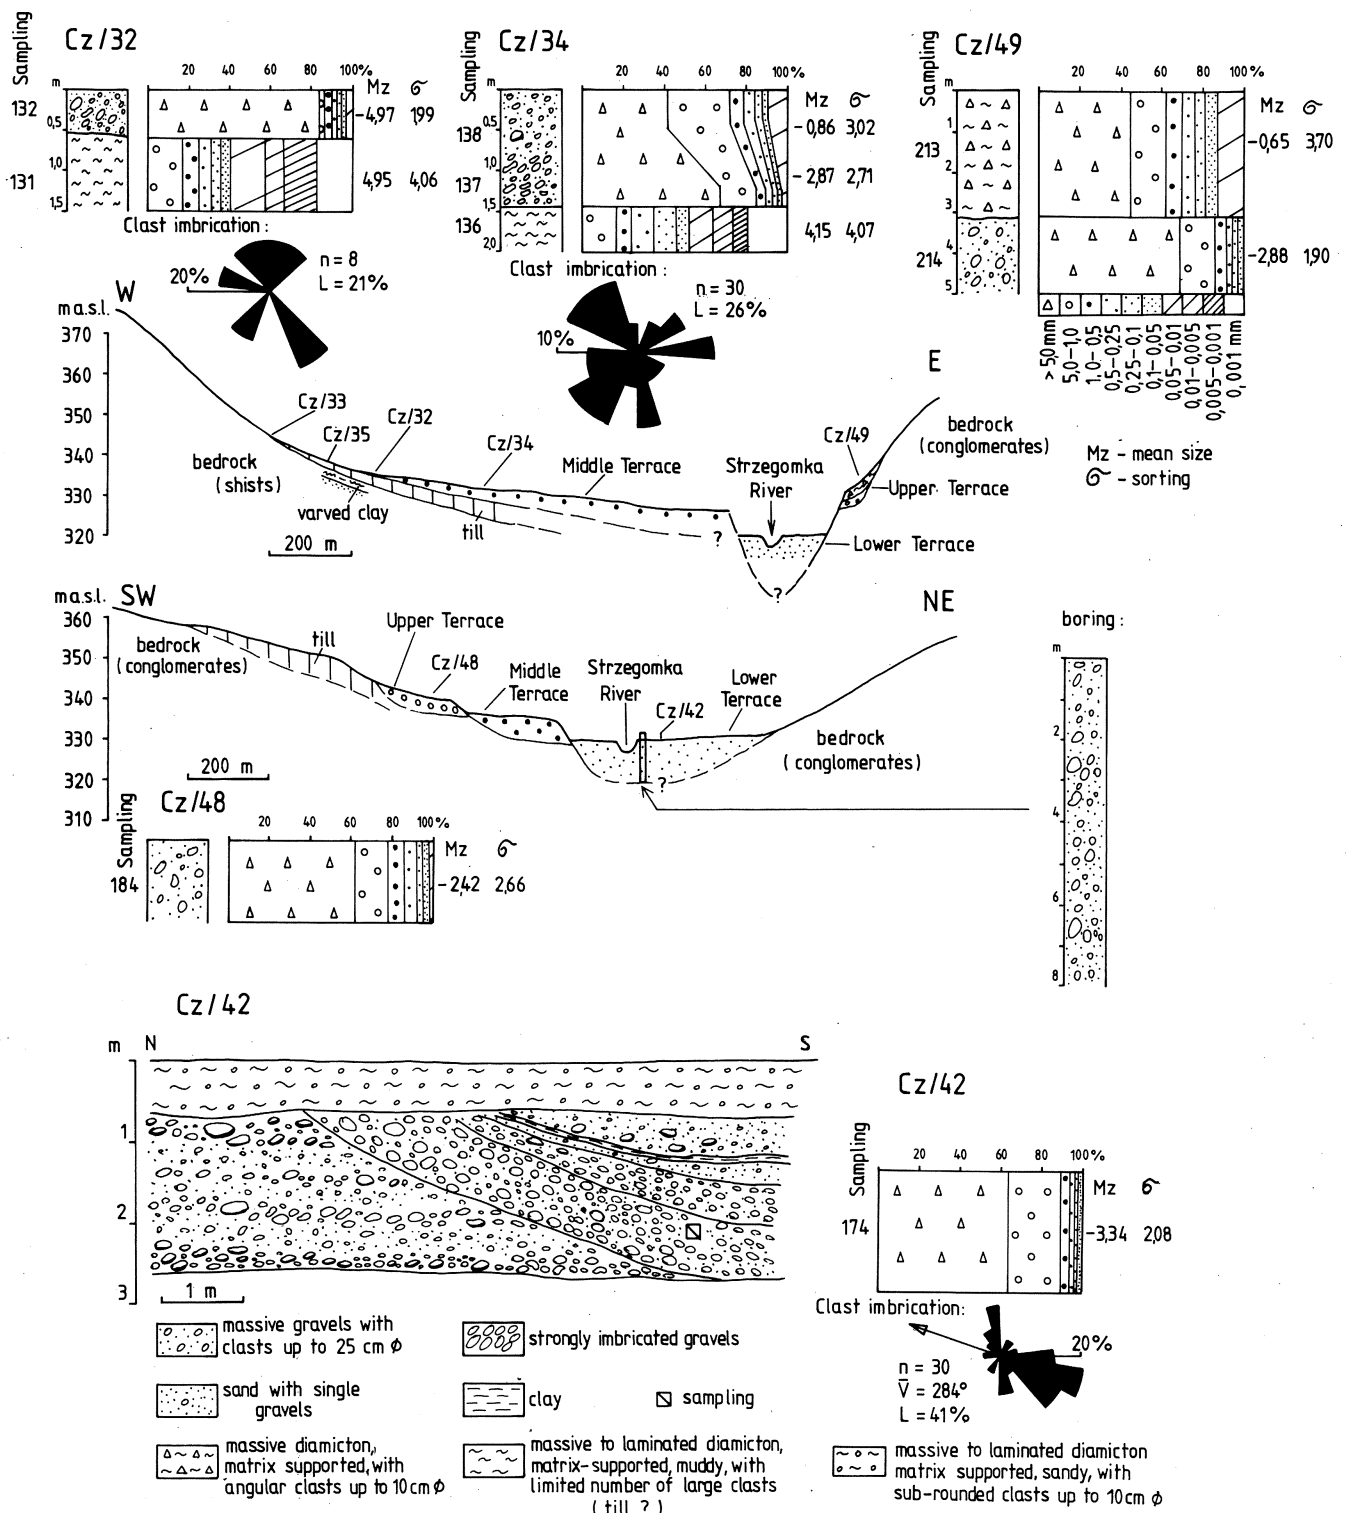 Cz/32
Sampling
m
20 40 60 80 100%
Mz σ
132
0,5
-4,97 1,99
1,0
131
4,95 4,06
1,5
Clast imbrication :
20%
n = 8
L = 21%
Cz/34
Sampling
m
20 40 60 80 100%
Mz σ
0,5
138
-0,86 3,02
1,0
137
-2,87 2,71
1,5
136
4,15 4,07
2,0
Clast imbrication :
10%
n = 30
L = 26%
Cz/49
Sampling
m
20 40 60 80 100%
Mz σ
1
213
-0,65 3,70
2
3
4
214
-2,88 1,90
5
> 5,0 mm
5,0-1,0
1,0-0,5
0,5-0,25
0,25-0,1
0,1-0,05
0,05-0,01
0,01-0,005
0,005-0,001
0,001 mm
Mz - mean size
σ - sorting
W
E
m a.s.l.
370
360
350
340
330
320
Cz/33
Cz/35
Cz/32
Cz/34
Cz/49
bedrock
(shists)
varved clay
till
200 m
Middle Terrace
Strzegomka
River
bedrock
(conglomerates)
Upper Terrace
Lower Terrace
?
?
SW
NE
m a.s.l.
360
350
340
330
320
310
bedrock
(conglomerates)
till
Upper Terrace
Cz/48
Middle
Terrace
Strzegomka
River
Cz/42
Lower
Terrace
bedrock
(conglomerates)
?
200 m
boring :
m
2
4
6
8
Cz/48
Sampling
20 40 60 80 100%
Mz σ
184
-2,42 2,66
Cz/42
m
N
S
1
2
3
1 m
Cz/42
Sampling
20 40 60 80 100%
Mz σ
174
-3,34 2,08
Clast imbrication:
20%
n = 30
V̄ = 284°
L = 41%
massive gravels with
clasts up to 25 cm ϕ
strongly imbricated gravels
sand with single
gravels
clay
sampling
massive diamicton,
matrix supported, with
angular clasts up to 10 cm ϕ
massive to laminated diamicton,
matrix-supported, muddy, with
limited number of large clasts
( till ? )
massive to laminated diamicton
matrix supported, sandy, with
sub-rounded clasts up to 10 cm ϕ